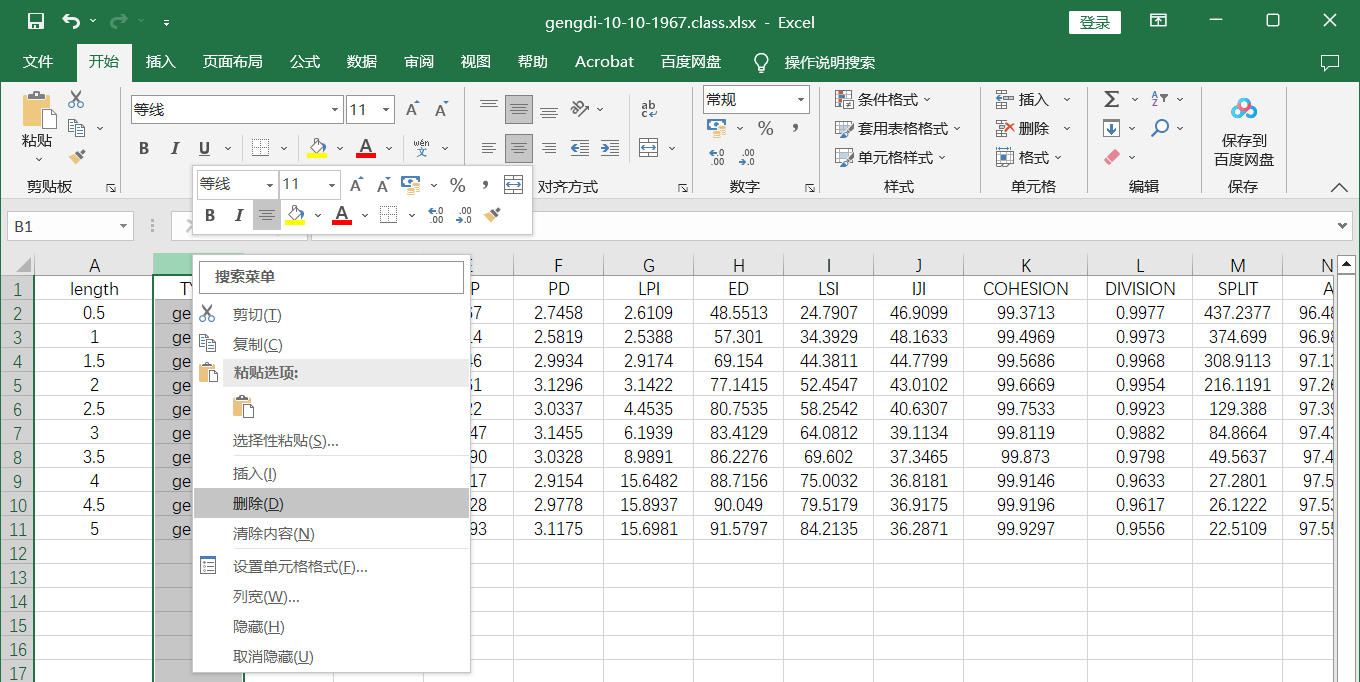 gengdi-10-10-1967.class.xlsx - Excel
登录
文件 开始 插入 页面布局 公式 数据 审阅 视图 帮助 Acrobat 百度网盘 操作说明搜索
粘贴
剪贴板
等线 11
B I U wén 文
ab c
对齐方式
常规
% ,
数字
条件格式
套用表格格式
单元格样式
样式
插入
删除
格式
单元格
编辑
保存到
百度网盘
保存
等线 11 A A % ,
B I A
B1
A F G H I J K L M N
1 length PD LPI ED LSI IJI COHESION DIVISION SPLIT A
2 0.5 ge 57 2.7458 2.6109 48.5513 24.7907 46.9099 99.3713 0.9977 437.2377 96.48
3 1 ge 14 2.5819 2.5388 57.301 34.3929 48.1633 99.4969 0.9973 374.699 96.98
4 1.5 ge 46 2.9934 2.9174 69.154 44.3811 44.7799 99.5686 0.9968 308.9113 97.13
5 2 ge 51 3.1296 3.1422 77.1415 52.4547 43.0102 99.6669 0.9954 216.1191 97.26
6 2.5 ge 22 3.0337 4.4535 80.7535 58.2542 40.6307 99.7533 0.9923 129.388 97.39
7 3 ge 47 3.1455 6.1939 83.4129 64.0812 39.1134 99.8119 0.9882 84.8664 97.43
8 3.5 ge 90 3.0328 8.9891 86.2276 69.602 37.3465 99.873 0.9798 49.5637 97.4
9 4 ge 17 2.9154 15.6482 88.7156 75.0032 36.8181 99.9146 0.9633 27.2801 97.5
10 4.5 ge 28 2.9778 15.8937 90.049 79.5179 36.9175 99.9196 0.9617 26.1222 97.53
11 5 ge 93 3.1175 15.6981 91.5797 84.2135 36.2871 99.9297 0.9556 22.5109 97.55
12
13
14
15
16
17
搜索菜单
剪切(T)
复制(C)
粘贴选项:
选择性粘贴(S)...
插入(I)
删除(D)
清除内容(N)
设置单元格格式(F)...
列宽(W)...
隐藏(H)
取消隐藏(U)